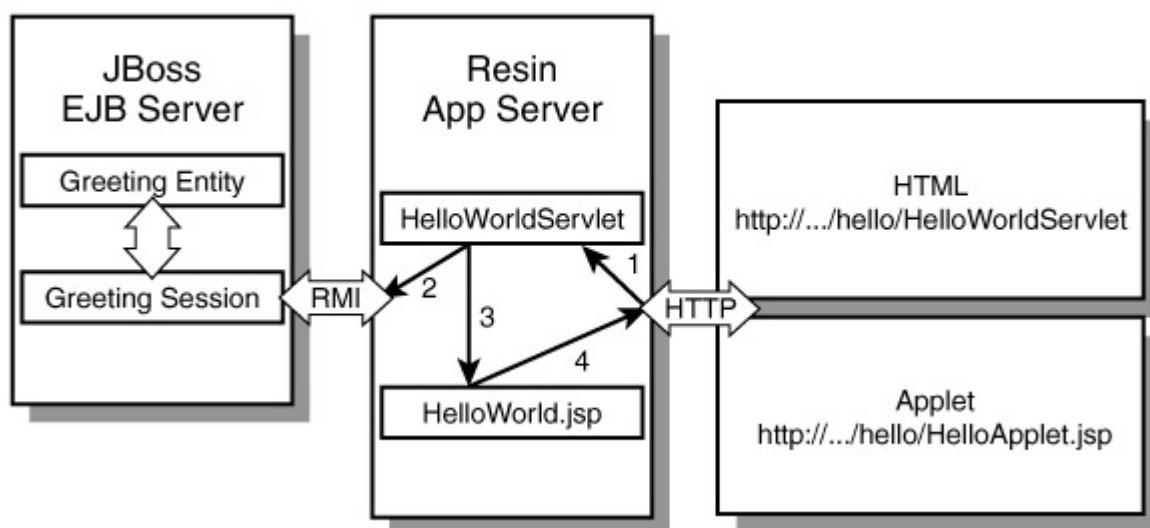 JBoss
EJB Server
Greeting Entity
Greeting Session
RMI
Resin
App Server
HelloWorldServlet
1
2
3
4
HelloWorld.jsp
HTTP
HTML
http://.../hello/HelloWorldServlet
Applet
http://.../hello/HelloApplet.jsp